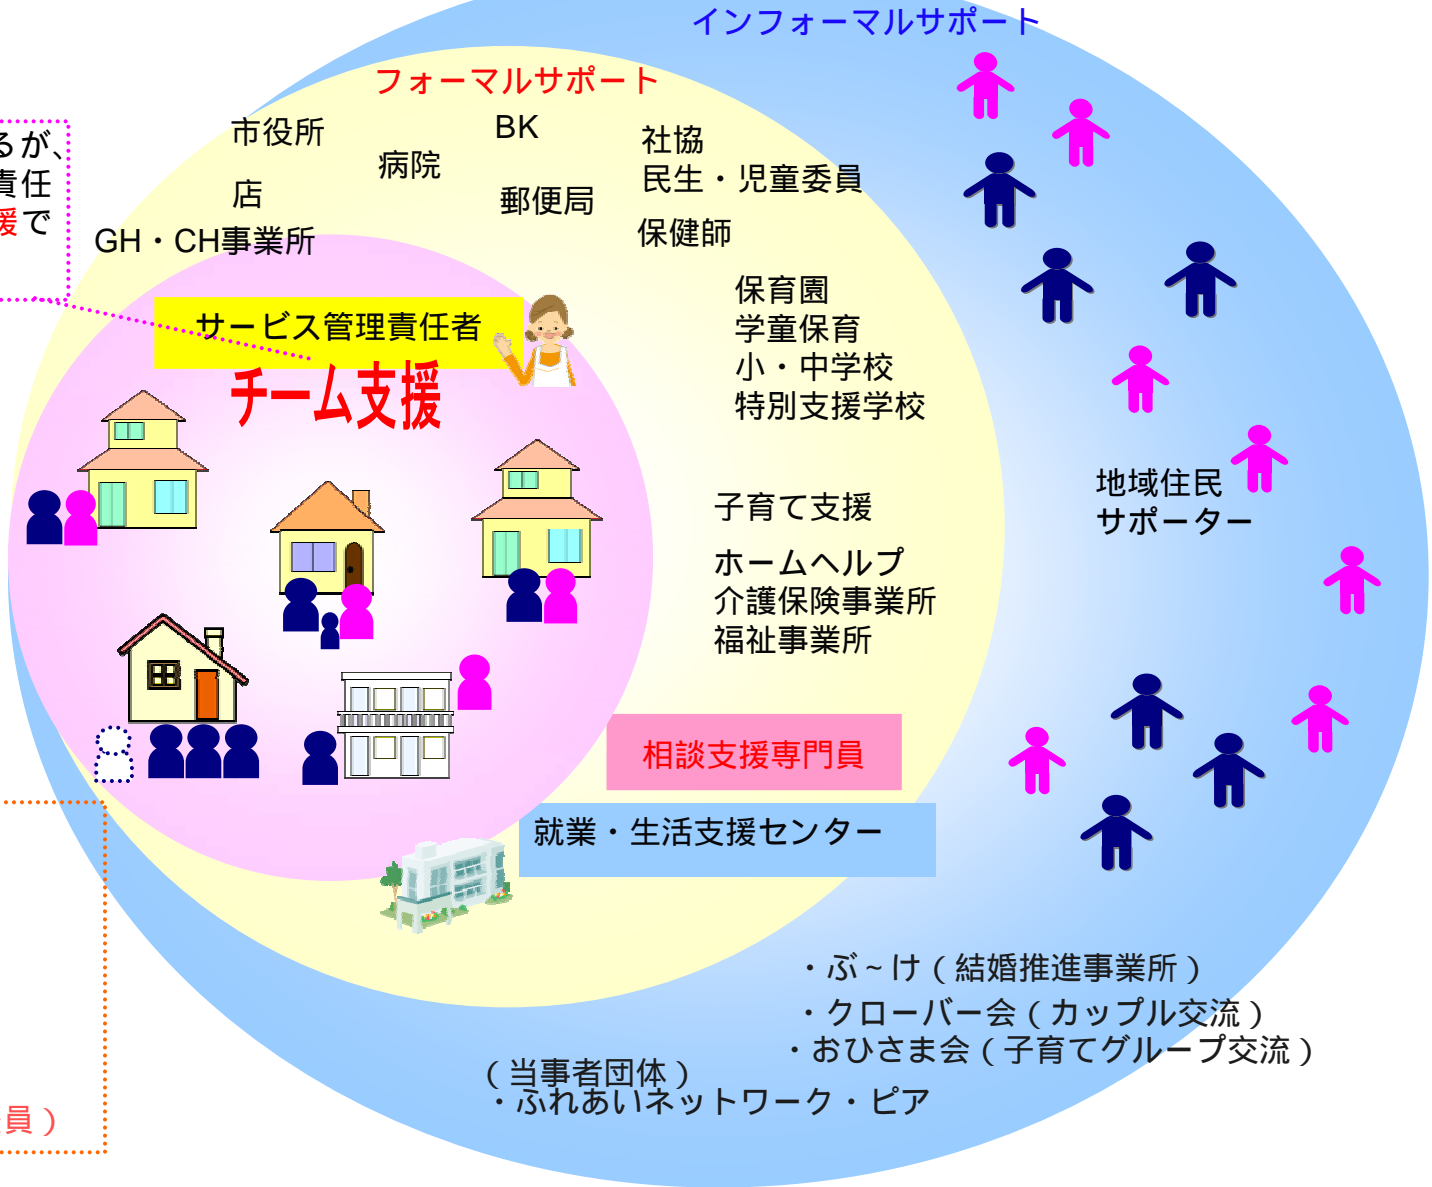 インフォーマルサポート
フォーマルサポート
市役所
BK
社協
病院
民生・児童委員
店
郵便局
保健師
GH・CH事業所
るが、
責任
援で
保育園
学童保育
小・中学校
特別支援学校
サービス管理責任者
チーム支援
地域住民
サポーター
子育て支援
ホームヘルプ
介護保険事業所
福祉事業所
相談支援専門員
就業・生活支援センター
・ぶ~け(結婚推進事業所)
・クローバー会(カップル交流)
・おひさま会(子育てグループ交流)
(当事者団体)
・ふれあいネットワーク・ピア
員)